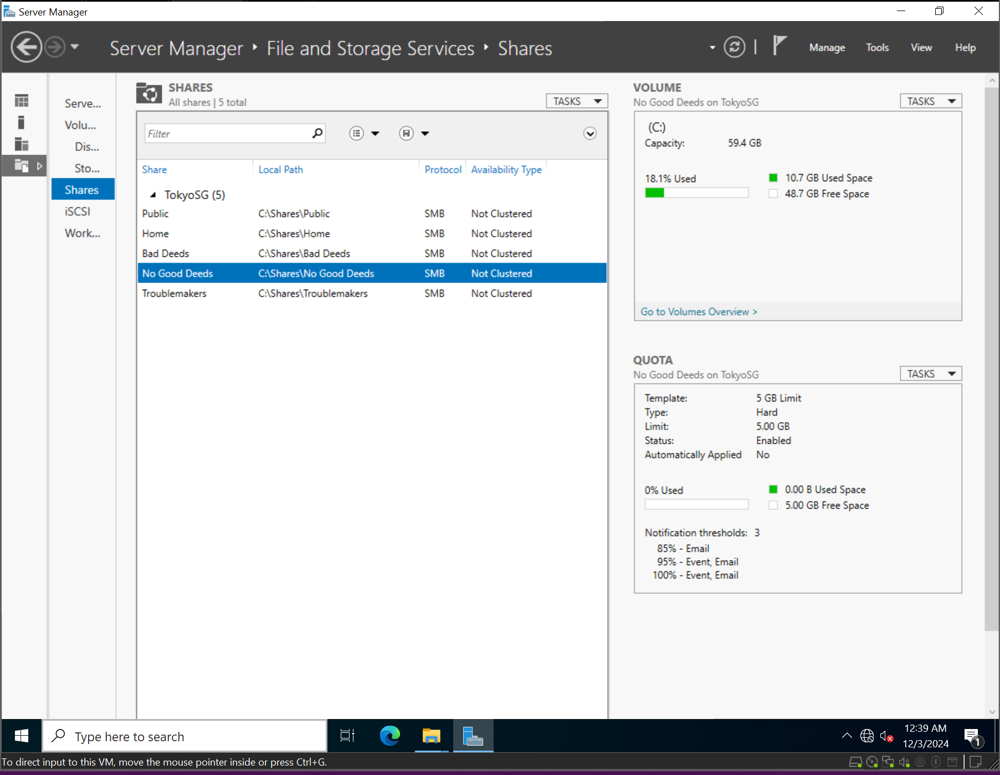 Server Manager
Server Manager ‣ File and Storage Services ‣ Shares
Manage Tools View Help
Serve...
Volu...
Dis...
Sto...
Shares
iSCSI
Work...
SHARES
All shares | 5 total
TASKS
Filter
Share Local Path Protocol Availability Type
TokyoSG (5)
Public C:\Shares\Public SMB Not Clustered
Home C:\Shares\Home SMB Not Clustered
Bad Deeds C:\Shares\Bad Deeds SMB Not Clustered
No Good Deeds C:\Shares\No Good Deeds SMB Not Clustered
Troublemakers C:\Shares\Troublemakers SMB Not Clustered
VOLUME
No Good Deeds on TokyoSG
TASKS
(C:)
Capacity: 59.4 GB
18.1% Used
10.7 GB Used Space
48.7 GB Free Space
Go to Volumes Overview >
QUOTA
No Good Deeds on TokyoSG
TASKS
Template: 5 GB Limit
Type: Hard
Limit: 5.00 GB
Status: Enabled
Automatically Applied No
0% Used
0.00 B Used Space
5.00 GB Free Space
Notification thresholds: 3
85% - Email
95% - Event, Email
100% - Event, Email
Type here to search
12:39 AM
12/3/2024
1
To direct input to this VM, move the mouse pointer inside or press Ctrl+G.